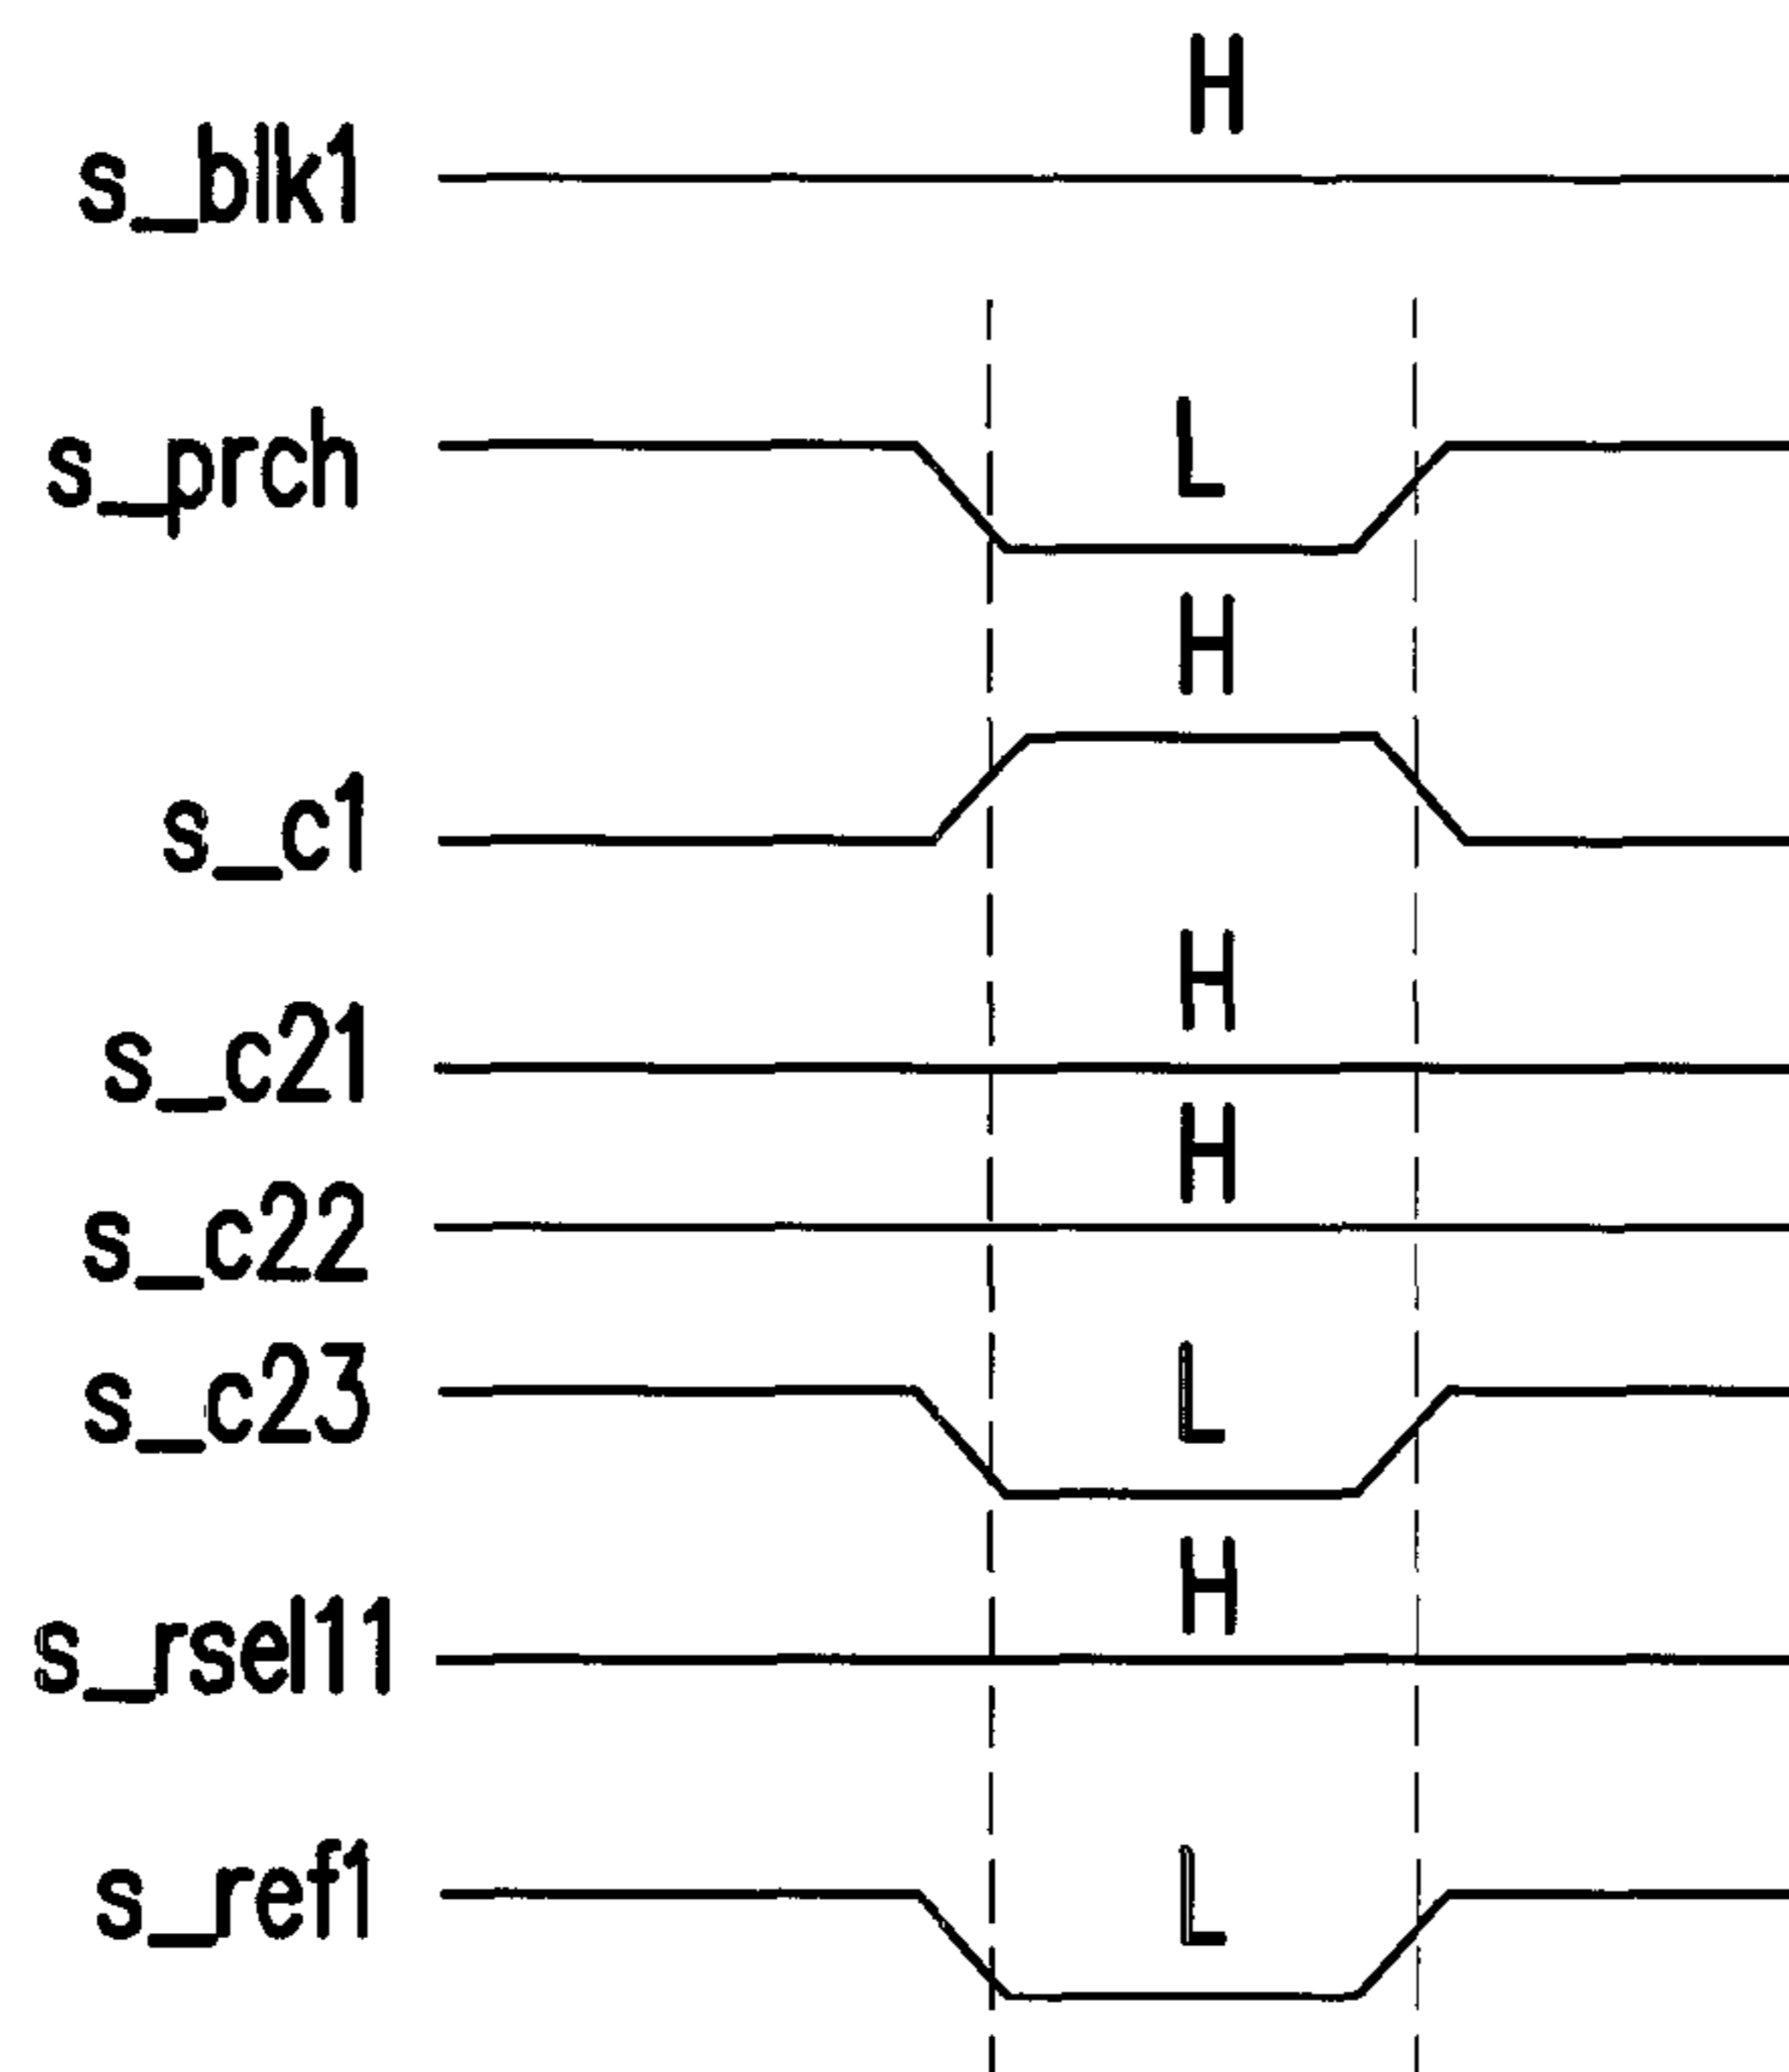 H
s_blk1
L
s_prch
H
s_c1
H
s_c21
H
s_c22
L
s_c23
H
s_rsel11
L
s_ref1